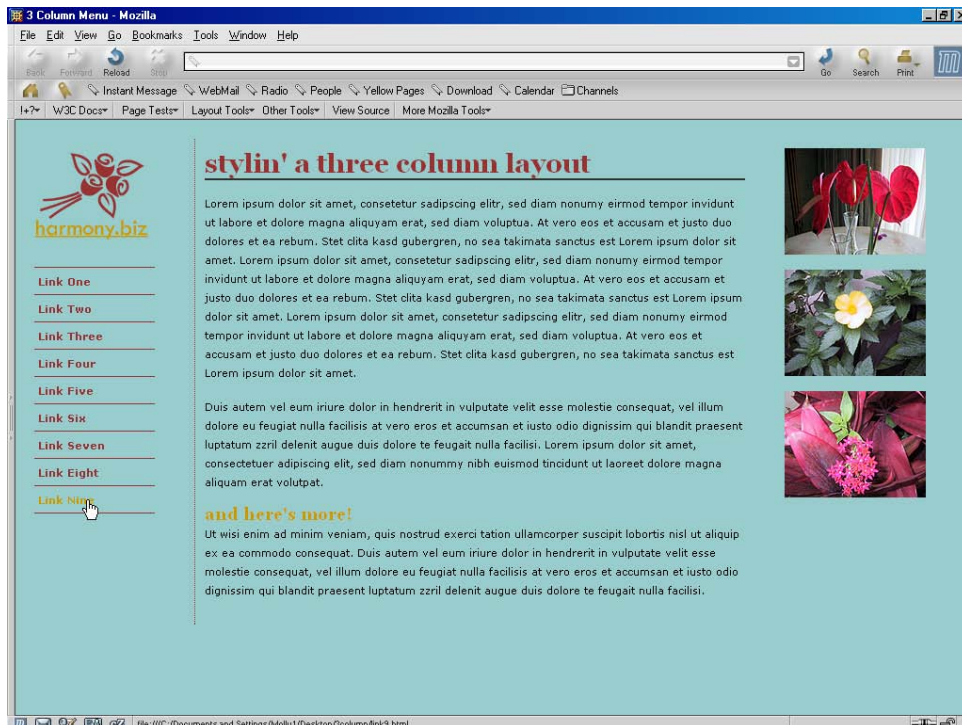 3 Column Menu - Mozilla
File Edit View Go Bookmarks Tools Window Help
Back Forward Reload Stop Go Search Print
Instant Message WebMail Radio People Yellow Pages Download Calendar Channels
!+? W3C Docs Page Tests Layout Tools Other Tools View Source More Mozilla Tools
harmony.biz
Link One
Link Two
Link Three
Link Four
Link Five
Link Six
Link Seven
Link Eight
Link Nine
stylin' a three column layout
Lorem ipsum dolor sit amet, consetetur sadipscing elitr, sed diam nonumy eirmod tempor invidunt
ut labore et dolore magna aliquyam erat, sed diam voluptua. At vero eos et accusam et justo duo
dolores et ea rebum. Stet clita kasd gubergren, no sea takimata sanctus est Lorem ipsum dolor sit
amet. Lorem ipsum dolor sit amet, consetetur sadipscing elitr, sed diam nonumy eirmod tempor
invidunt ut labore et dolore magna aliquyam erat, sed diam voluptua. At vero eos et accusam et
justo duo dolores et ea rebum. Stet clita kasd gubergren, no sea takimata sanctus est Lorem ipsum
dolor sit amet. Lorem ipsum dolor sit amet, consetetur sadipscing elitr, sed diam nonumy eirmod
tempor invidunt ut labore et dolore magna aliquyam erat, sed diam voluptua. At vero eos et
accusam et justo duo dolores et ea rebum. Stet clita kasd gubergren, no sea takimata sanctus est
Lorem ipsum dolor sit amet.
Duis autem vel eum iriure dolor in hendrerit in vulputate velit esse molestie consequat, vel illum
dolore eu feugiat nulla facilisis at vero eros et accumsan et iusto odio dignissim qui blandit praesent
luptatum zzril delenit augue duis dolore te feugait nulla facilisi. Lorem ipsum dolor sit amet,
consectetuer adipiscing elit, sed diam nonummy nibh euismod tincidunt ut laoreet dolore magna
aliquam erat volutpat.
and here's more!
Ut wisi enim ad minim veniam, quis nostrud exerci tation ullamcorper suscipit lobortis nisl ut aliquip
ex ea commodo consequat. Duis autem vel eum iriure dolor in hendrerit in vulputate velit esse
molestie consequat, vel illum dolore eu feugiat nulla facilisis at vero eros et accumsan et iusto odio
dignissim qui blandit praesent luptatum zzril delenit augue duis dolore te feugait nulla facilisi.
file:///C:/Documents and Settings/Molly1/Desktop/3column/link9.html